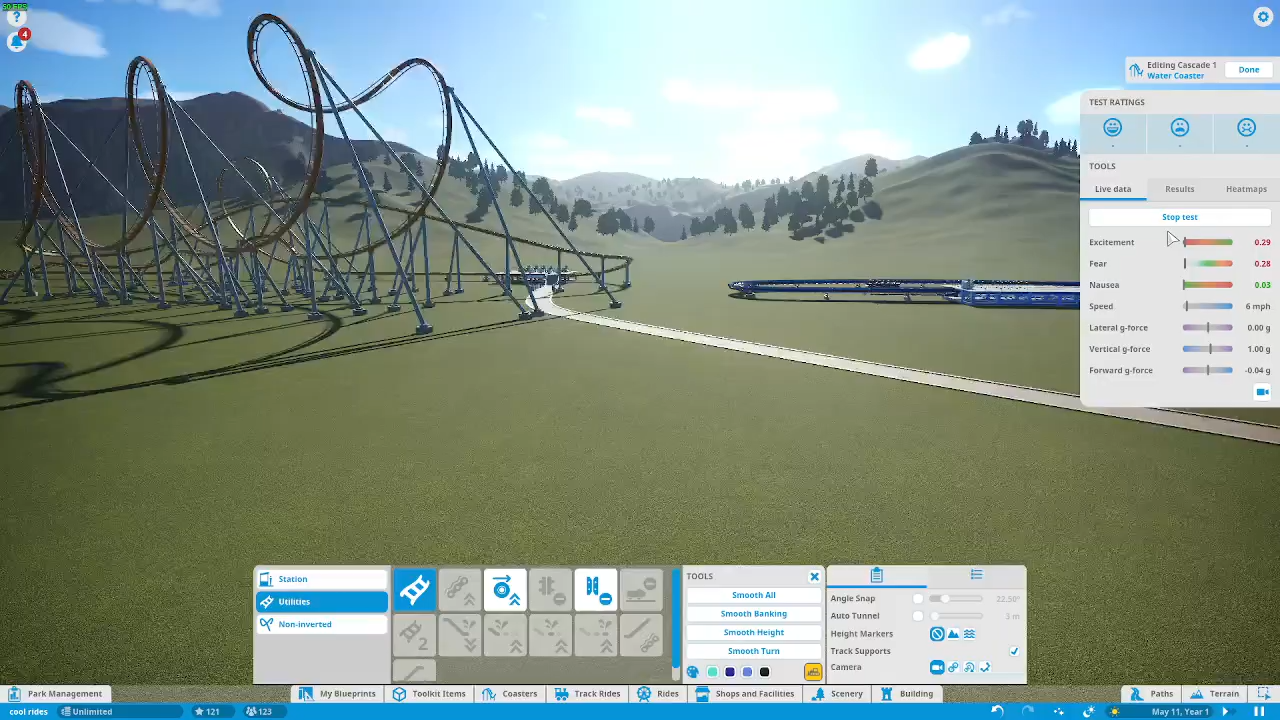 50 FPS
?
4
Editing Cascade 1
Water Coaster
Done
TEST RATINGS
- - -
TOOLS
Live data Results Heatmaps
Stop test
Excitement 0.29
Fear 0.28
Nausea 0.03
Speed 6 mph
Lateral g-force 0.00 g
Vertical g-force 1.00 g
Forward g-force -0.04 g
Station
Utilities
Non-inverted
2
TOOLS
Smooth All
Smooth Banking
Smooth Height
Smooth Turn
Angle Snap 22.50°
Auto Tunnel 3 m
Height Markers
Track Supports
Camera
Park Management My Blueprints Toolkit Items Coasters Track Rides Rides Shops and Facilities Scenery Building Paths Terrain
cool rides Unlimited 121 123 May 11, Year 1